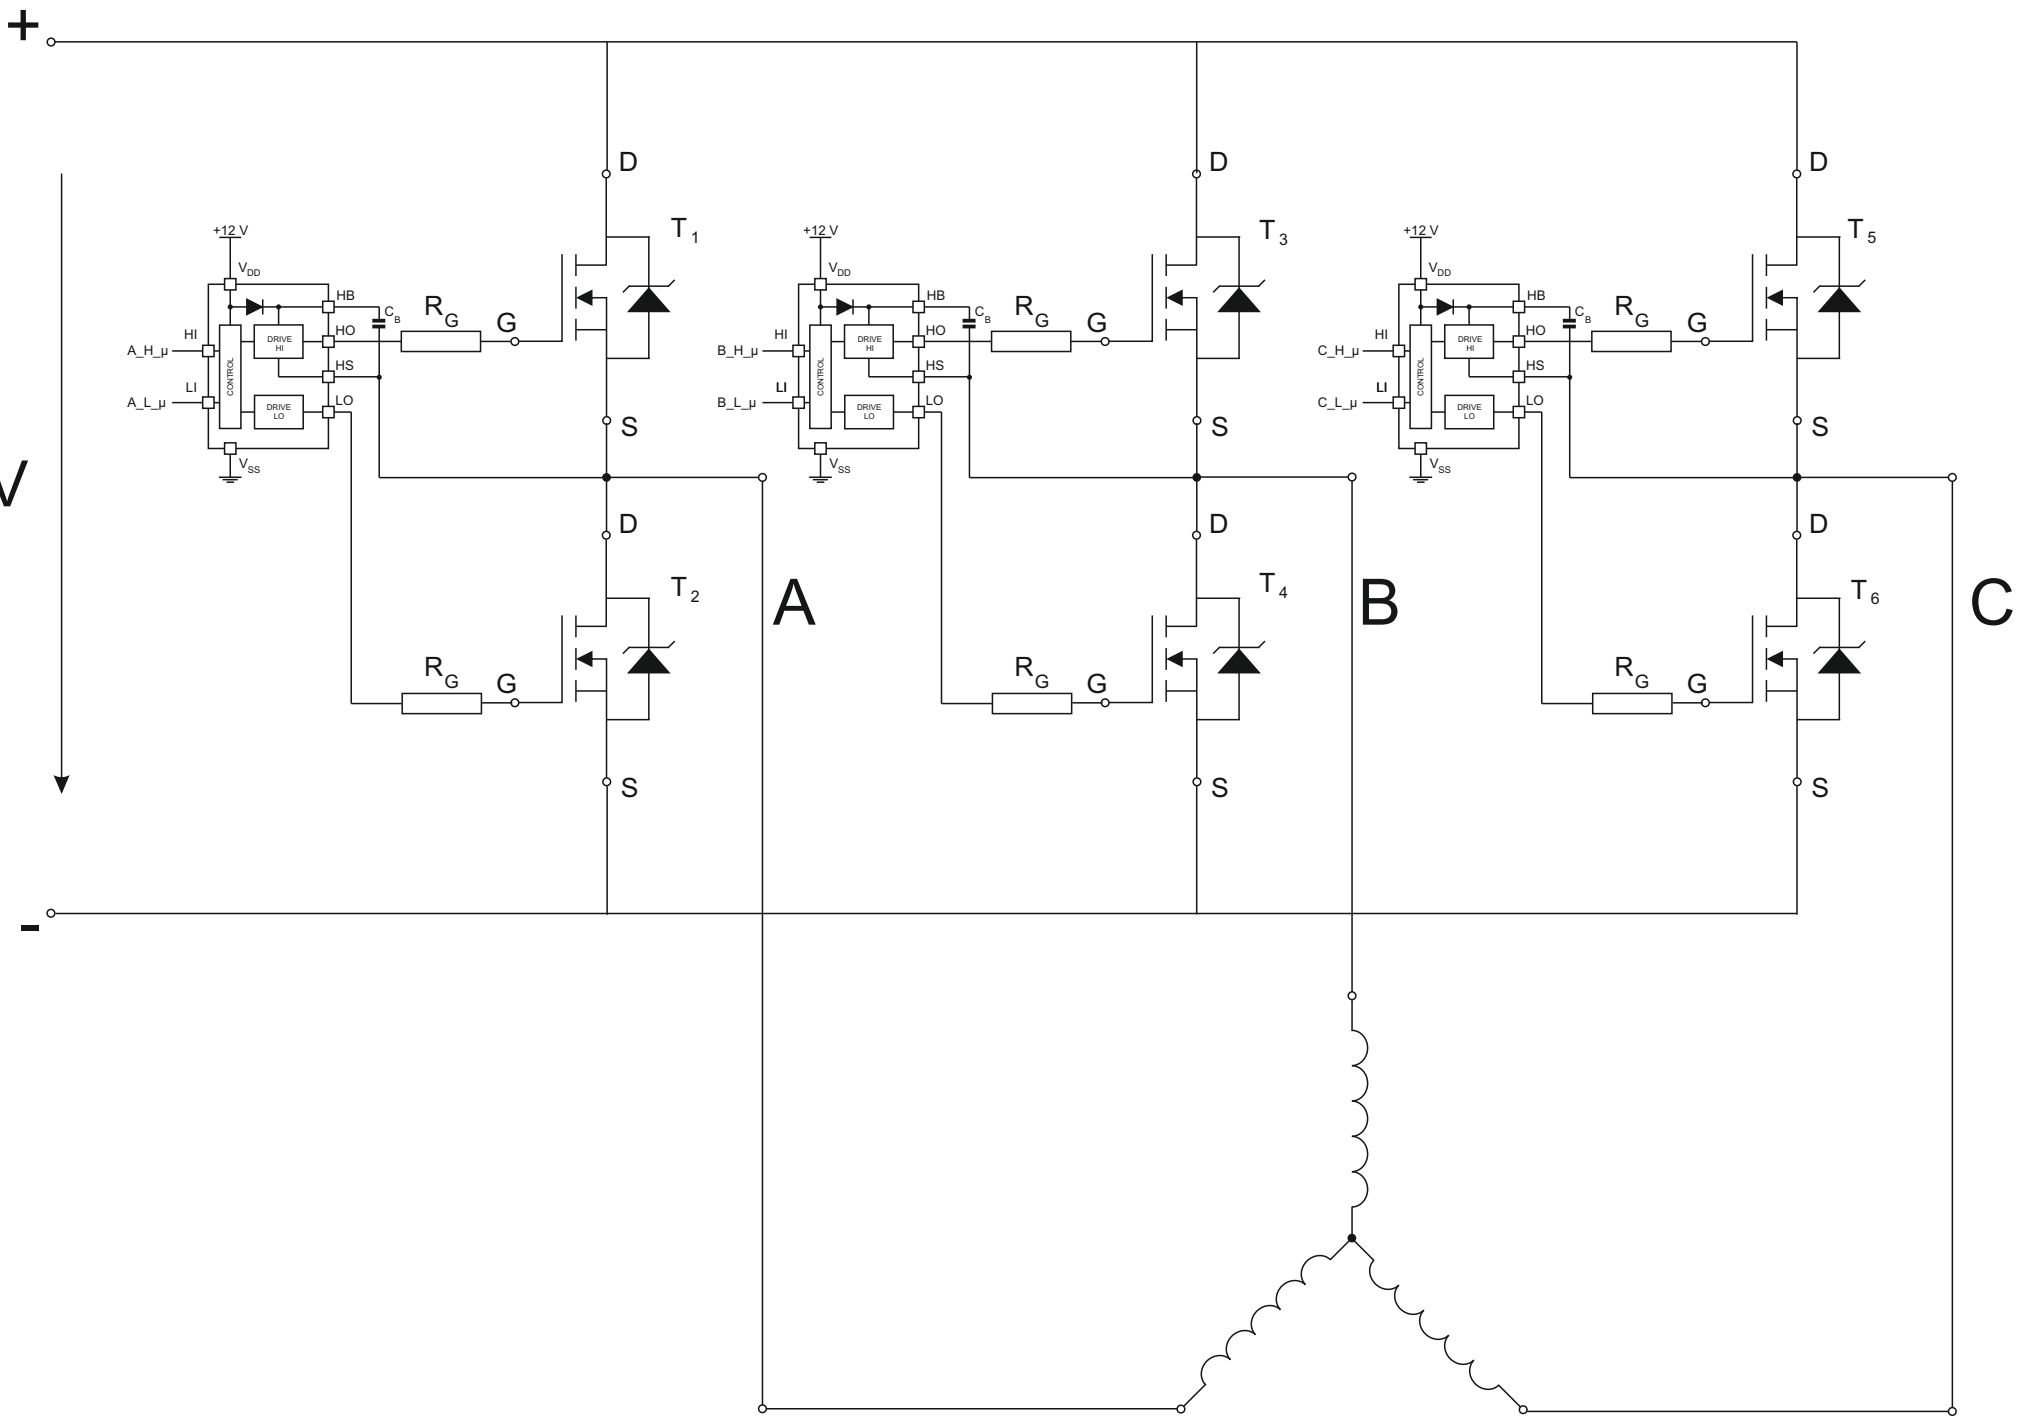 +
D
D
D
T1
T3
T5
+12 V
+12 V
+12 V
VDD
VDD
VDD
HB
HB
HB
CB
CB
CB
RG
RG
RG
G
G
G
HI
HI
HI
HO
HO
HO
DRIVE
HI
DRIVE
HI
DRIVE
HI
A_H_µ
B_H_µ
C_H_µ
CONTROL
CONTROL
CONTROL
HS
HS
HS
LI
LI
LI
A_L_µ
B_L_µ
C_L_µ
LO
LO
LO
DRIVE
LO
DRIVE
LO
DRIVE
LO
S
S
S
VSS
VSS
VSS
V
D
D
D
T2
T4
T6
A
B
C
RG
RG
RG
G
G
G
S
S
S
-